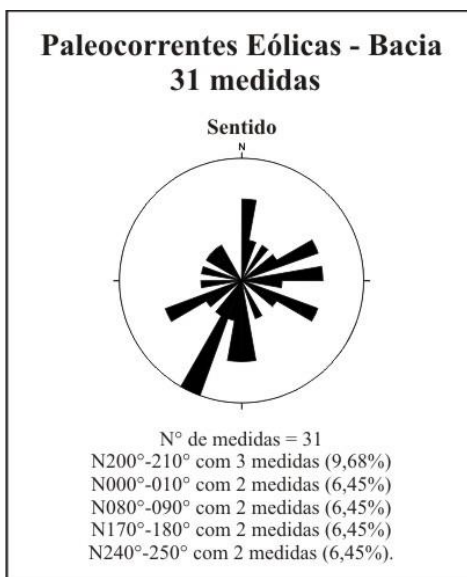 Paleocorrentes Eólicas - Bacia
31 medidas
Sentido
N
N° de medidas = 31
N200°-210° com 3 medidas (9,68%)
N000°-010° com 2 medidas (6,45%)
N080°-090° com 2 medidas (6,45%)
N170°-180° com 2 medidas (6,45%)
N240°-250° com 2 medidas (6,45%).